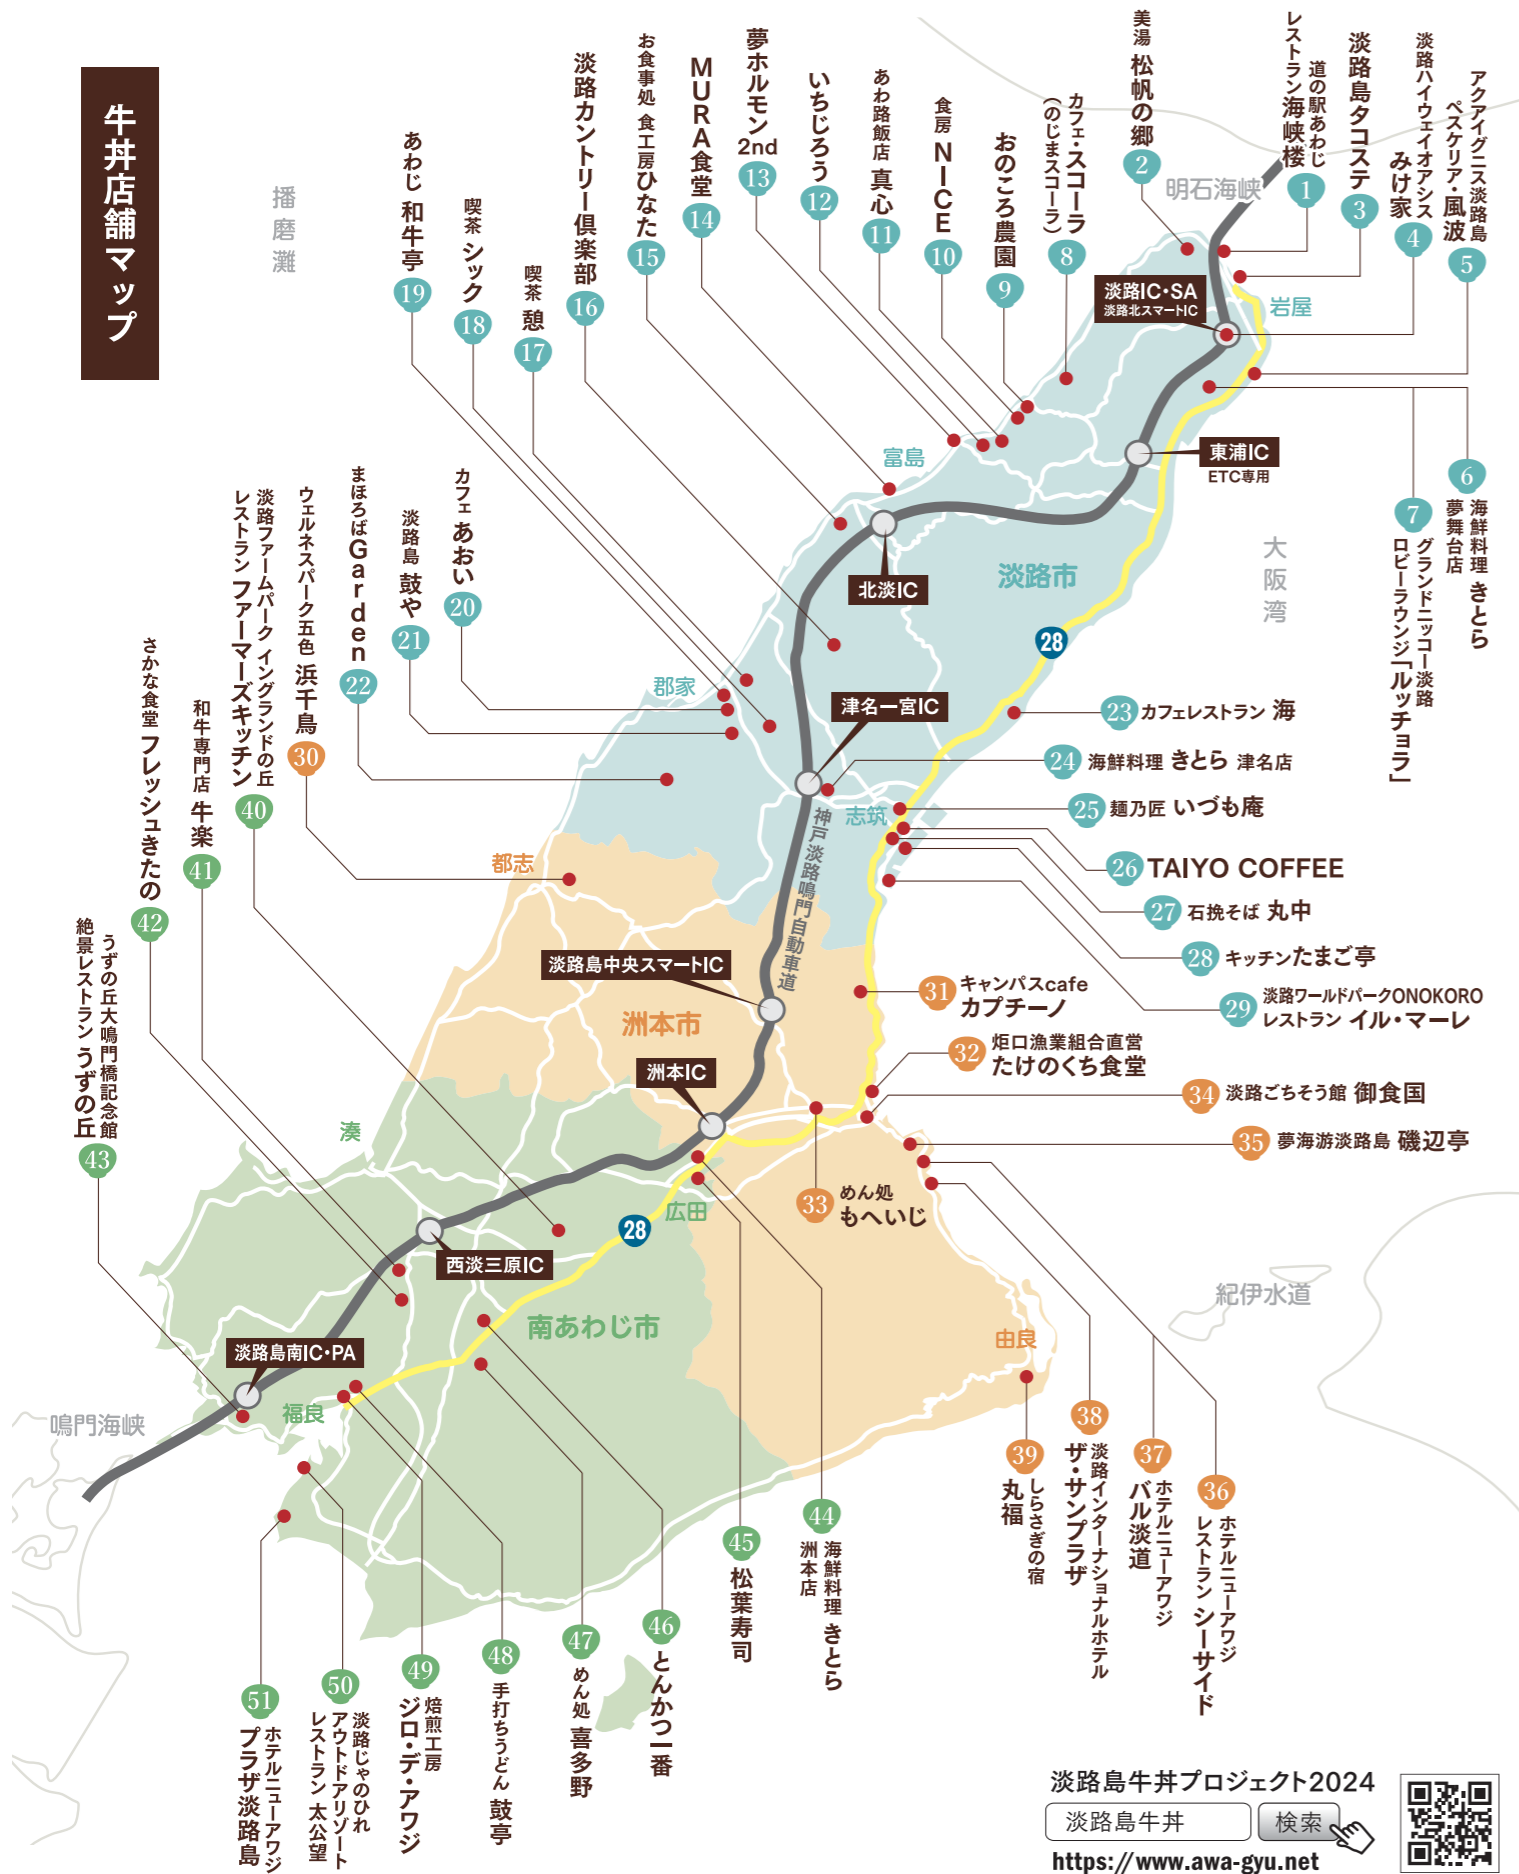 牛丼店舗マップ
播磨灘
明石海峡
大阪湾
紀伊水道
鳴門海峡
道の駅あわじ
レストラン 海峡楼
1
美湯 松帆の郷
2
淡路島タコステ
3
淡路ハイウェイオアシス
みけ家
4
アクアイグニス淡路島
ペスケリア・風波
5
海鮮料理 きとら
夢舞台店
6
グランドニッコー淡路
ロビーラウンジ「ルッチョラ」
7
カフェ・スコーラ
(のじまスコーラ)
8
おのころ農園
9
食房 NICE
10
あわ路飯店 真心
11
いちじろう
12
夢ホルモン
2nd
13
MURA食堂
14
お食事処 食工房ひなた
15
淡路カントリー倶楽部
16
喫茶 憩
17
喫茶 シック
18
あわじ 和牛亭
19
カフェ あおい
20
淡路島 鼓や
21
まほろばGarden
22
23 カフェレストラン 海
24 海鮮料理 きとら 津名店
25 麺乃匠 いづも庵
26 TAIYO COFFEE
27 石挽そば 丸中
28 キッチンたまご亭
29 淡路ワールドパークONOKORO
レストラン イル・マーレ
ウェルネスパーク五色 浜千鳥
30
31 キャンパスcafe
カプチーノ
32 炬口漁業組合直営
たけのくち食堂
33 めん処
もへいじ
34 淡路ごちそう館 御食国
35 夢海游淡路島 磯辺亭
36
ホテルニューアワジ
レストラン シーサイド
37
ホテルニューアワジ
バル淡道
38
淡路インターナショナルホテル
ザ・サンプラザ
39
しらさぎの宿
丸福
淡路ファームパーク イングランドの丘
レストラン ファーマーズキッチン
40
和牛専門店 牛楽
41
さかな食堂 フレッシュきたの
42
うずの丘大鳴門橋記念館
絶景レストラン うずの丘
43
44
海鮮料理 きとら
洲本店
45
松葉寿司
46
とんかつ一番
47
めん処 喜多野
48
手打ちうどん 鼓亭
49
焙煎工房
ジロ・デ・アワジ
50
淡路じゃのひれ
アウトドアリゾート
レストラン 太公望
51
ホテルニューアワジ
プラザ淡路島
淡路IC・SA
淡路北スマートIC
岩屋
東浦IC
ETC専用
富島
北淡IC
淡路市
28
郡家
津名一宮IC
志筑
神戸淡路鳴門自動車道
都志
淡路島中央スマートIC
洲本市
洲本IC
湊
広田
28
西淡三原IC
南あわじ市
由良
淡路島南IC・PA
福良
淡路島牛丼プロジェクト2024
淡路島牛丼 検索
https://www.awa-gyu.net